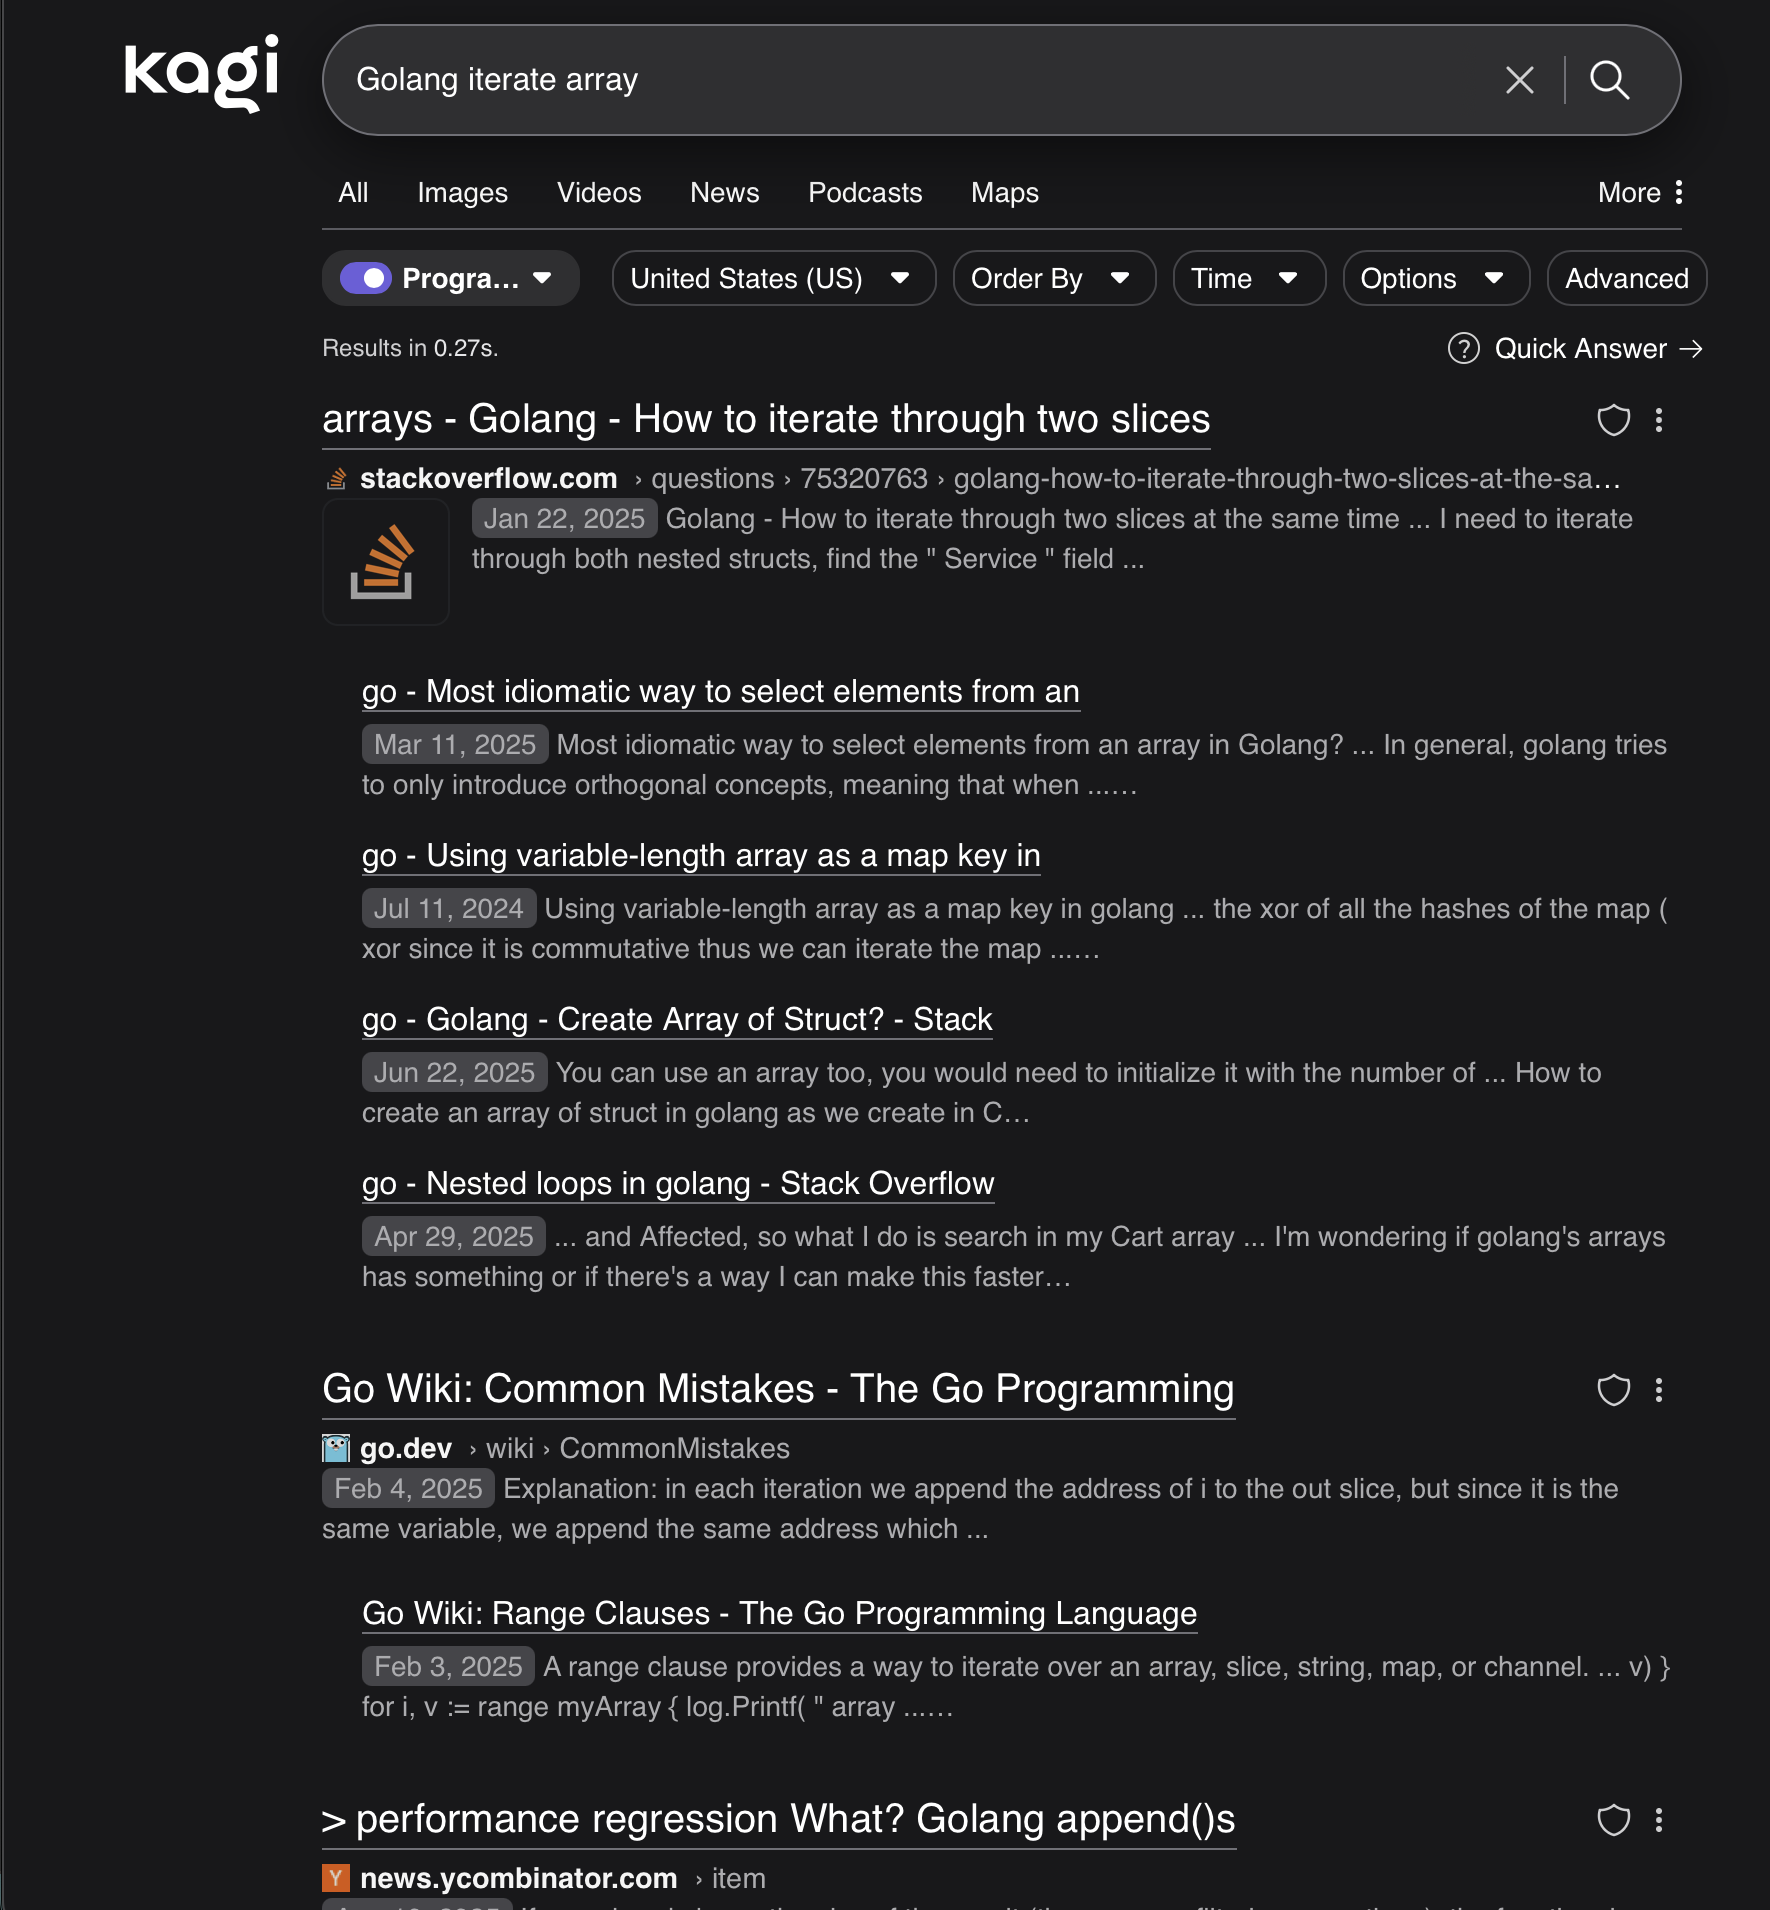 kagi
Golang iterate array
All Images Videos News Podcasts Maps More
Progra... United States (US) Order By Time Options Advanced
Results in 0.27s. ? Quick Answer →
arrays - Golang - How to iterate through two slices
stackoverflow.com › questions › 75320763 › golang-how-to-iterate-through-two-slices-at-the-sa...
Jan 22, 2025 Golang - How to iterate through two slices at the same time ... I need to iterate
through both nested structs, find the " Service " field ...
go - Most idiomatic way to select elements from an
Mar 11, 2025 Most idiomatic way to select elements from an array in Golang? ... In general, golang tries
to only introduce orthogonal concepts, meaning that when ...…
go - Using variable-length array as a map key in
Jul 11, 2024 Using variable-length array as a map key in golang ... the xor of all the hashes of the map (
xor since it is commutative thus we can iterate the map ...…
go - Golang - Create Array of Struct? - Stack
Jun 22, 2025 You can use an array too, you would need to initialize it with the number of ... How to
create an array of struct in golang as we create in C…
go - Nested loops in golang - Stack Overflow
Apr 29, 2025 ... and Affected, so what I do is search in my Cart array ... I'm wondering if golang's arrays
has something or if there's a way I can make this faster…
Go Wiki: Common Mistakes - The Go Programming
go.dev › wiki › CommonMistakes
Feb 4, 2025 Explanation: in each iteration we append the address of i to the out slice, but since it is the
same variable, we append the same address which ...
Go Wiki: Range Clauses - The Go Programming Language
Feb 3, 2025 A range clause provides a way to iterate over an array, slice, string, map, or channel. ... v) }
for i, v := range myArray { log.Printf( " array ...…
> performance regression What? Golang append()s
Y news.ycombinator.com › item